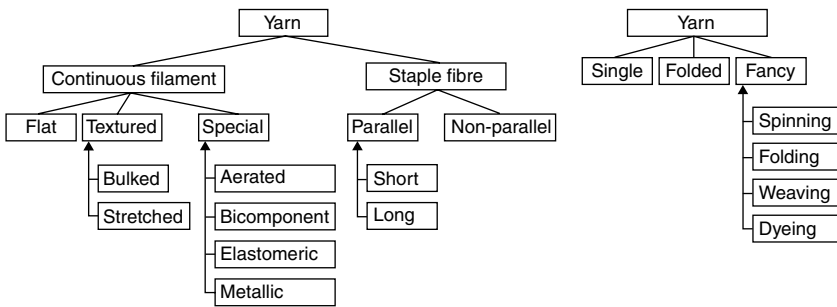 Yarn
Continuous filament
Staple fibre
Flat
Textured
Special
Parallel
Non-parallel
Bulked
Stretched
Aerated
Bicomponent
Elastomeric
Metallic
Short
Long
Yarn
Single
Folded
Fancy
Spinning
Folding
Weaving
Dyeing